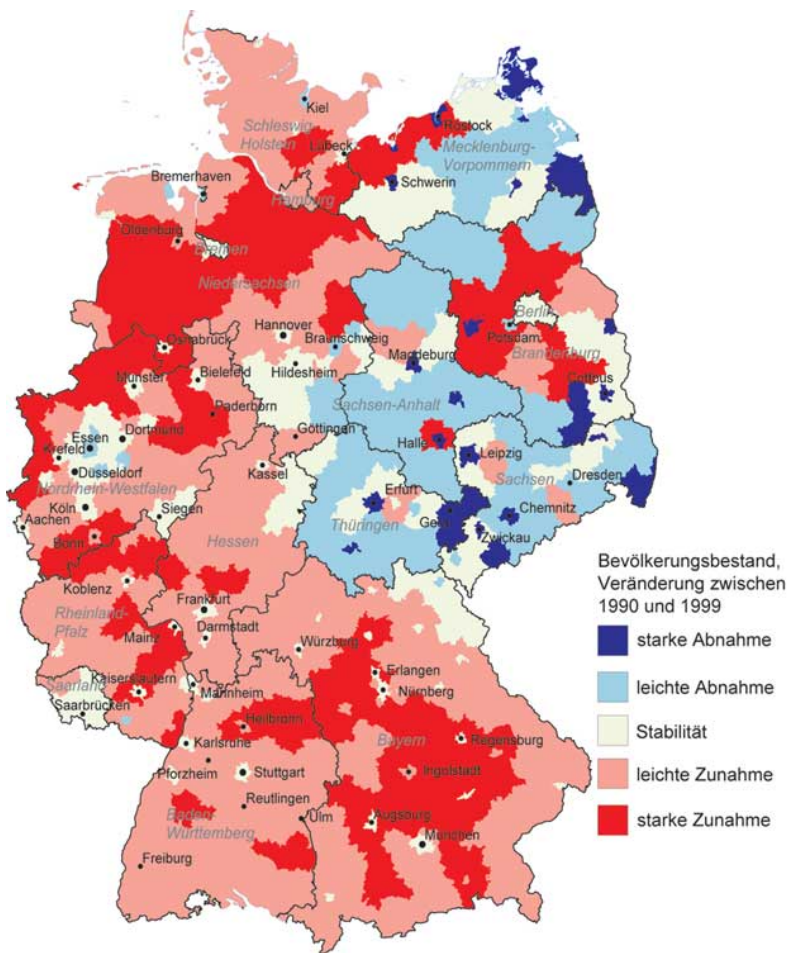 Kiel
Schleswig
Holstein
Lübeck
Rostock
Mecklenburg-
Vorpommern
Schwerin
Bremerhaven
Hamburg
Oldenburg
Bremen
Niedersachsen
Berlin
Potsdam
Brandenburg
Hannover
Braunschweig
Osnabrück
Magdeburg
Münster
Bielefeld
Hildesheim
Cottbus
Paderborn
Sachsen-Anhalt
Essen
Dortmund
Göttingen
Halle
Leipzig
Krefeld
Düsseldorf
Kassel
Sachsen
Dresden
Nordrhein-Westfalen
Köln
Siegen
Erfurt
Aachen
Thüringen
Gera
Chemnitz
Bonn
Hessen
Zwickau
Koblenz
Rheinland-
Pfalz
Frankfurt
Mainz
Darmstadt
Würzburg
Kaiserslautern
Erlangen
Saarland
Mannheim
Nürnberg
Saarbrücken
Heilbronn
Bayern
Regensburg
Karlsruhe
Ingolstadt
Pforzheim
Stuttgart
Reutlingen
Augsburg
Baden-
Württemberg
Ulm
München
Freiburg
Bevölkerungsbestand,
Veränderung zwischen
1990 und 1999
starke Abnahme
leichte Abnahme
Stabilität
leichte Zunahme
starke Zunahme